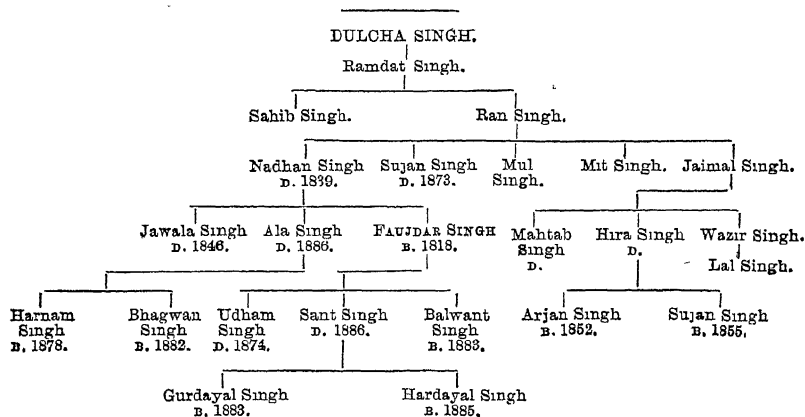 DULCHA SINGH.
Ramdat Singh.
Sahib Singh. Ran Singh.
Nadhan Singh Sujan Singh Mul Mit Singh. Jaimal Singh.
D. 1839. D. 1873. Singh.
Jawala Singh Ala Singh FAUJDAR SINGH Mahtab Hira Singh Wazir Singh.
D. 1846. D. 1886. B. 1818. Singh D.
D. Lal Singh.
Harnam Bhagwan Udham Sant Singh Balwant Arjan Singh Sujan Singh
Singh Singh Singh D. 1886. Singh B. 1852. B. 1855.
B. 1878. B. 1882. D. 1874. B. 1883.
Gurdayal Singh Hardayal Singh
B. 1883. B. 1885.